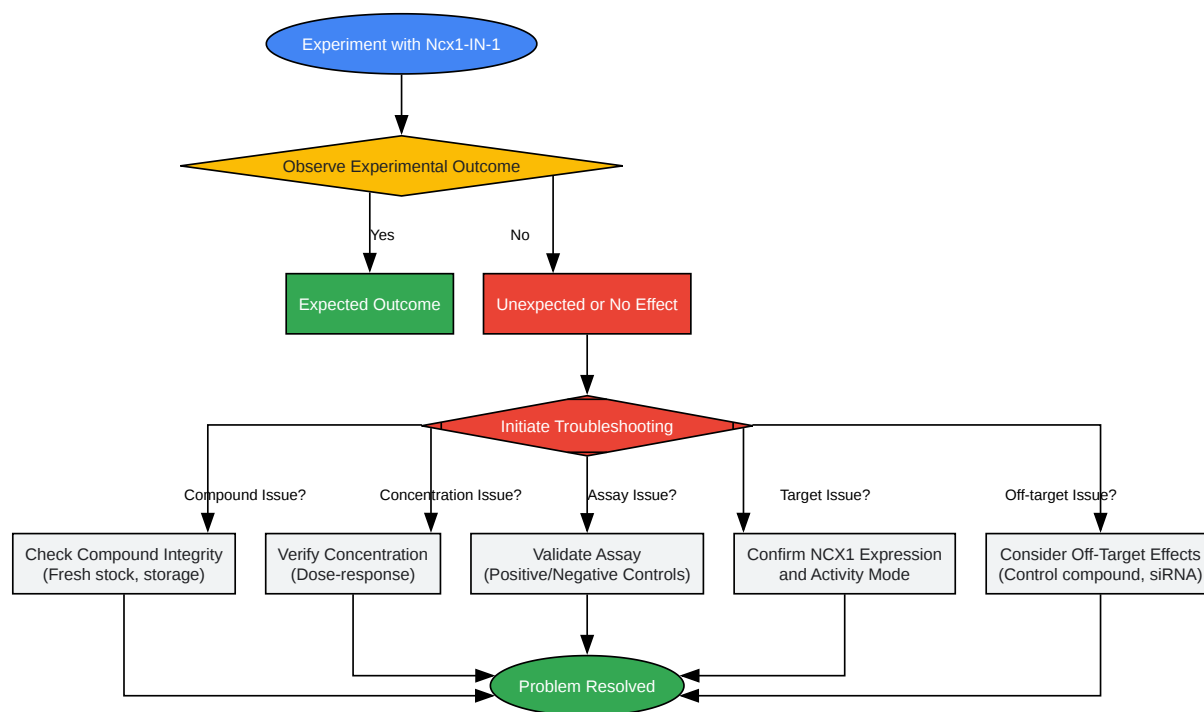 Experiment with Ncx1-IN-1
Observe Experimental Outcome
Yes
No
Expected Outcome
Unexpected or No Effect
Initiate Troubleshooting
Compound Issue?
Concentration Issue?
Assay Issue?
Target Issue?
Off-target Issue?
Check Compound Integrity
(Fresh stock, storage)
Verify Concentration
(Dose-response)
Validate Assay
(Positive/Negative Controls)
Confirm NCX1 Expression
and Activity Mode
Consider Off-Target Effects
(Control compound, siRNA)
Problem Resolved